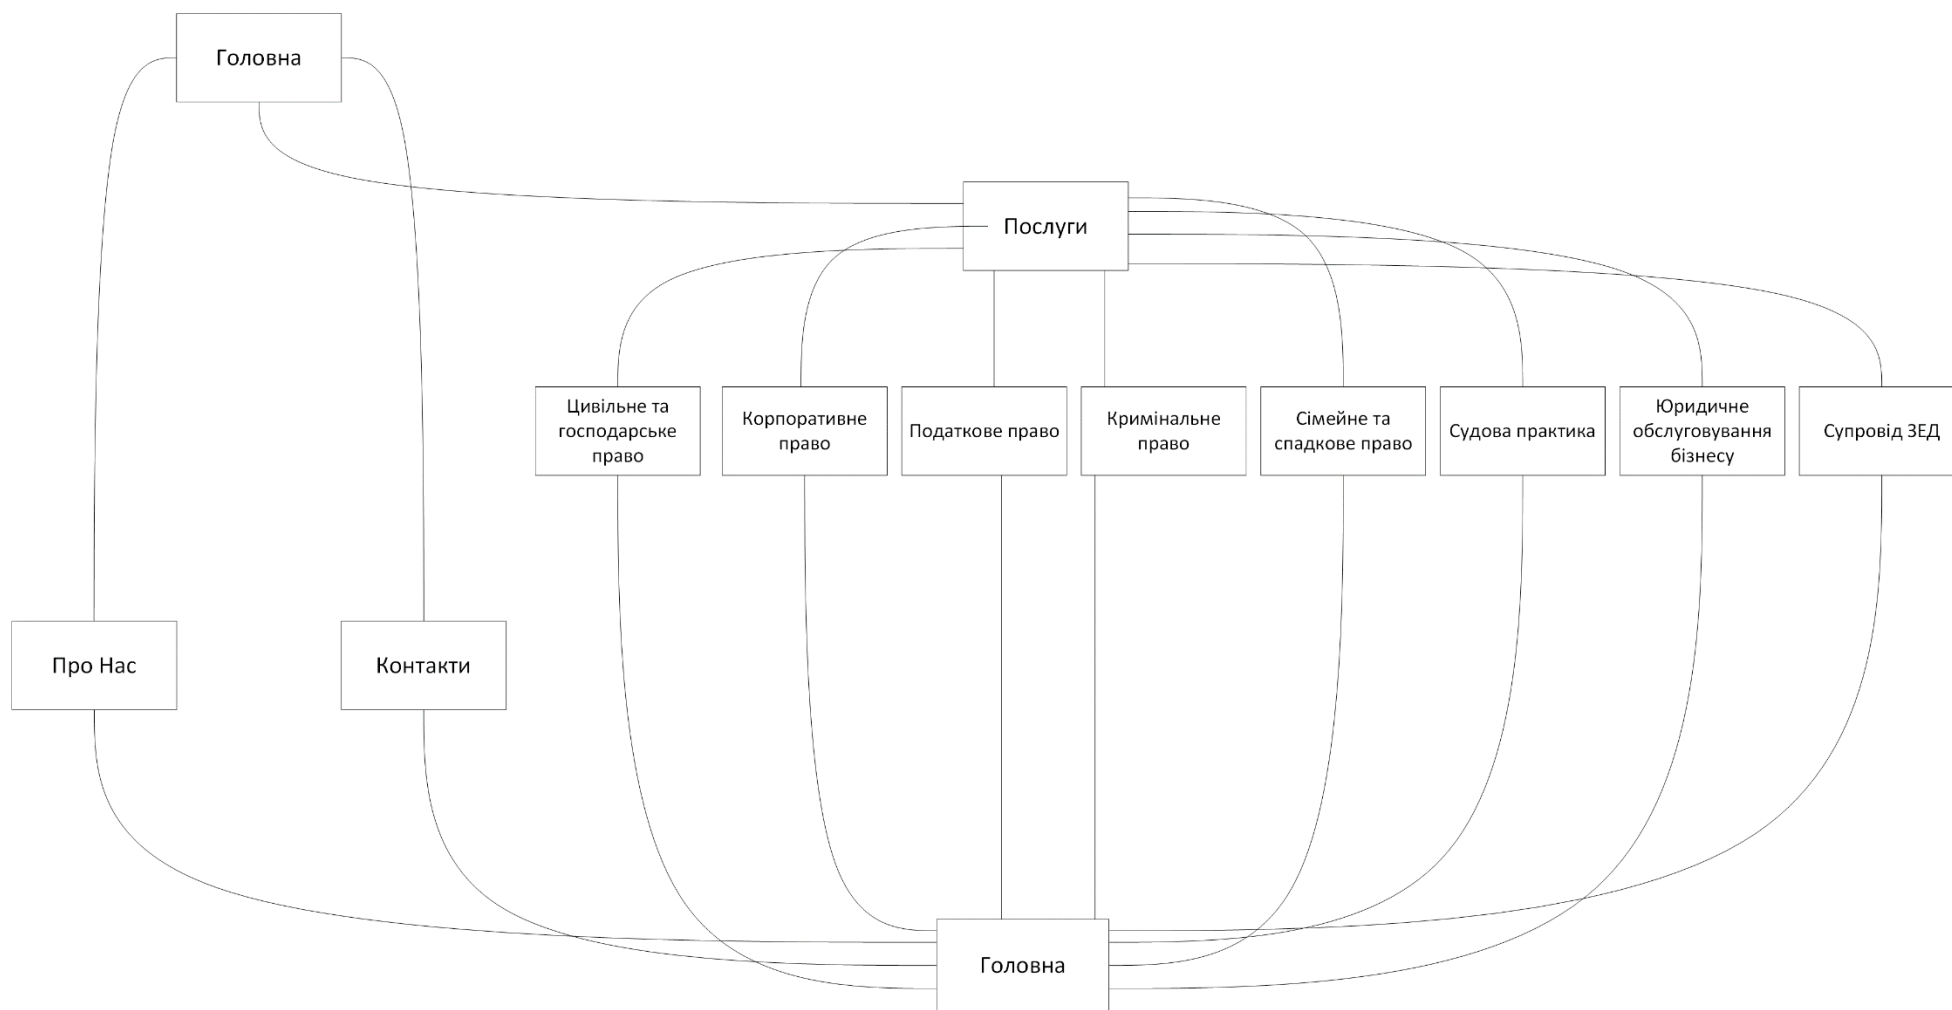 Головна
Послуги
Цивільне та
господарське
право
Корпоративне
право
Податкове право
Кримінальне
право
Сімейне та
спадкове право
Судова практика
Юридичне
обслуговування
бізнесу
Супровід ЗЕД
Про Нас
Контакти
Головна